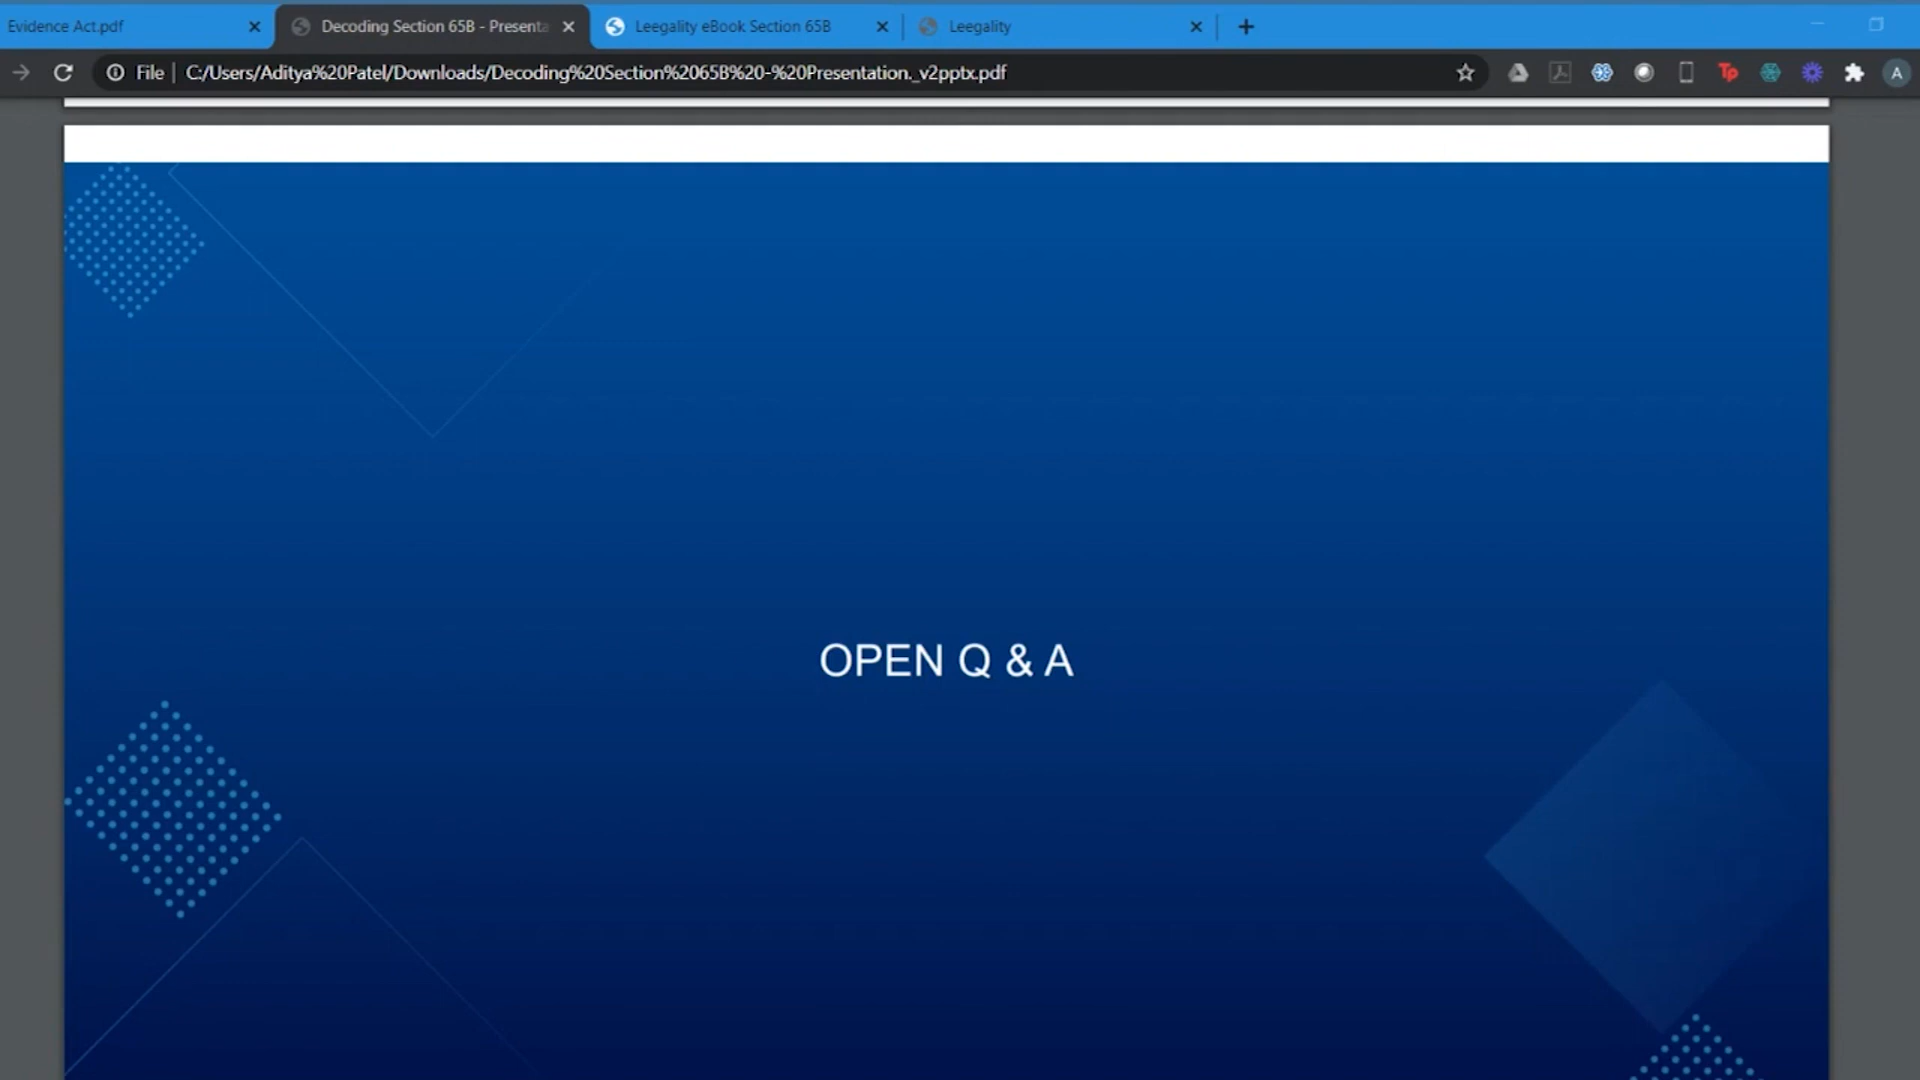 Evidence Act.pdf
Decoding Section 65B - Presenta
Leegality eBook Section 65B
Leegality
File
C:/Users/Aditya%20Patel/Downloads/Decoding%20Section%2065B%20-%20Presentation._v2pptx.pdf
Tp
A
OPEN Q & A